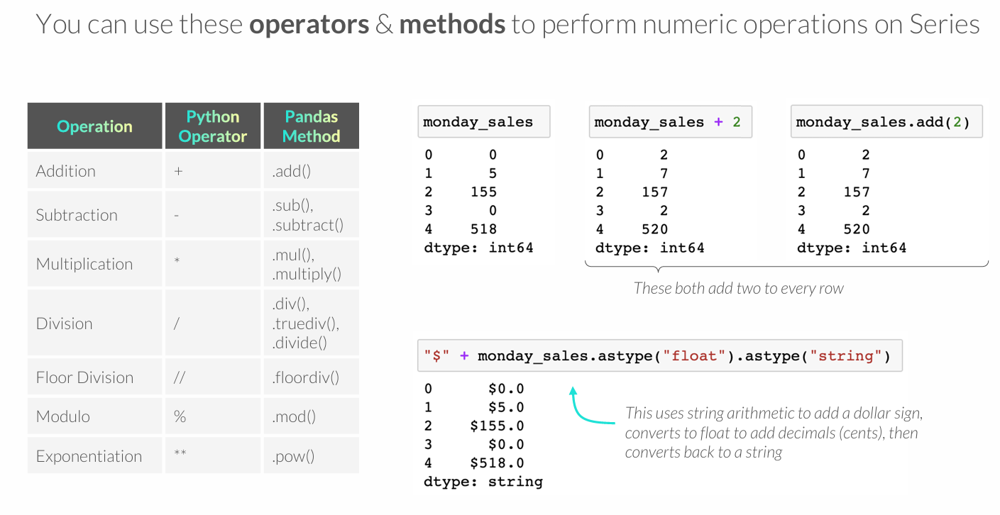 You can use these operators & methods to perform numeric operations on Series
Operation
Python
Operator
Pandas
Method
Addition
+
.add()
Subtraction
-
.sub(),
.subtract()
Multiplication
*
.mul(),
.multiply()
Division
/
.div(),
.truediv(),
.divide()
Floor Division
//
.floordiv()
Modulo
%
.mod()
Exponentiation
**
.pow()
monday_sales
0 0
1 5
2 155
3 0
4 518
dtype: int64
monday_sales + 2
0 2
1 7
2 157
3 2
4 520
dtype: int64
monday_sales.add(2)
0 2
1 7
2 157
3 2
4 520
dtype: int64
These both add two to every row
"$" + monday_sales.astype("float").astype("string")
0 $0.0
1 $5.0
2 $155.0
3 $0.0
4 $518.0
dtype: string
This uses string arithmetic to add a dollar sign,
converts to float to add decimals (cents), then
converts back to a string